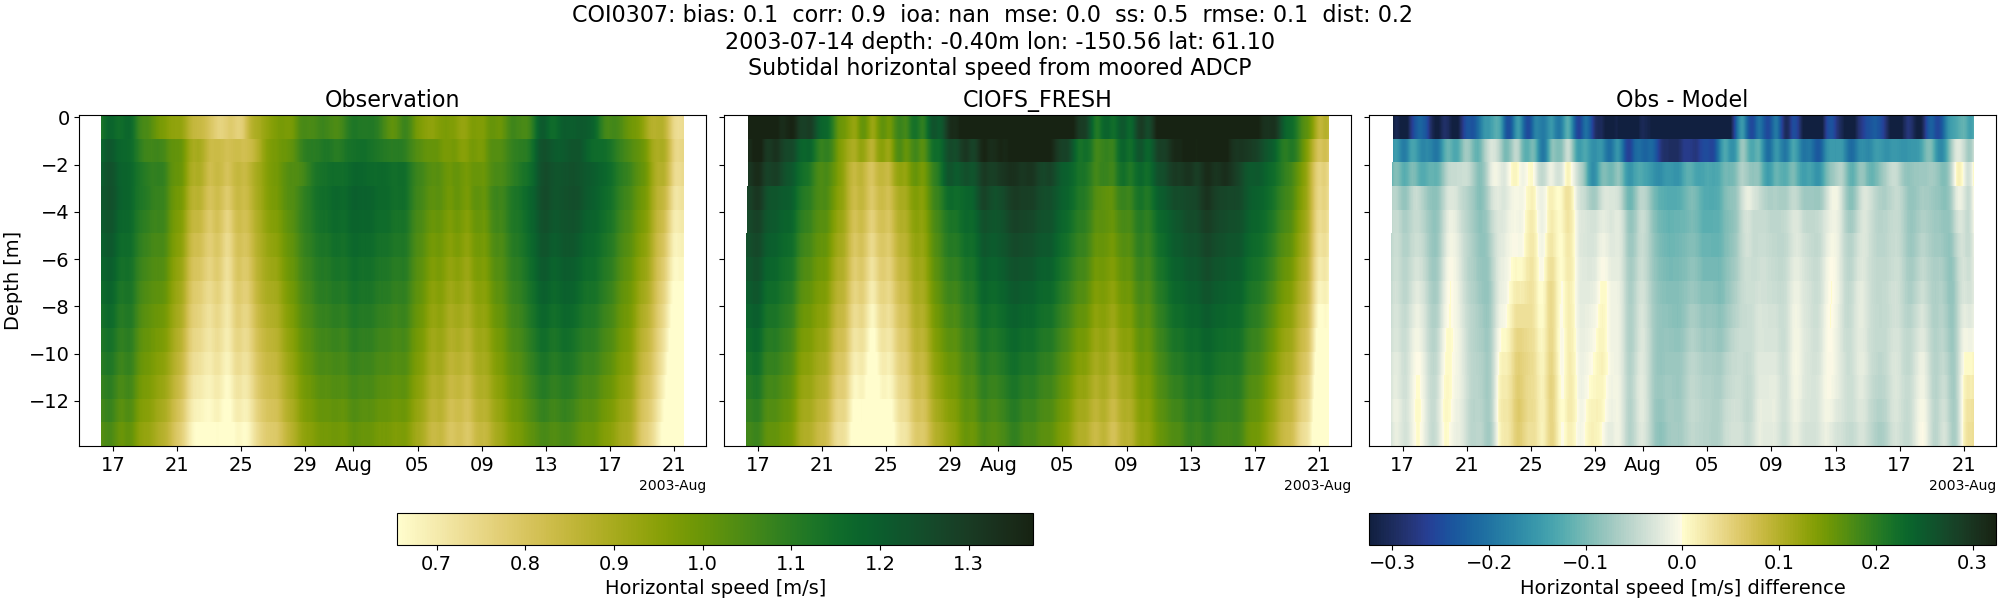 COI0307: bias: 0.1  corr: 0.9  ioa: nan  mse: 0.0  ss: 0.5  rmse: 0.1  dist: 0.2
2003-07-14 depth: -0.40m lon: -150.56 lat: 61.10
Subtidal horizontal speed from moored ADCP
Observation
CIOFS_FRESH
Obs - Model
Depth [m]
0
−2
−4
−6
−8
−10
−12
17 21 25 29 Aug 05 09 13 17 21
2003-Aug
17 21 25 29 Aug 05 09 13 17 21
2003-Aug
17 21 25 29 Aug 05 09 13 17 21
2003-Aug
0.7 0.8 0.9 1.0 1.1 1.2 1.3
Horizontal speed [m/s]
−0.3 −0.2 −0.1 0.0 0.1 0.2 0.3
Horizontal speed [m/s] difference